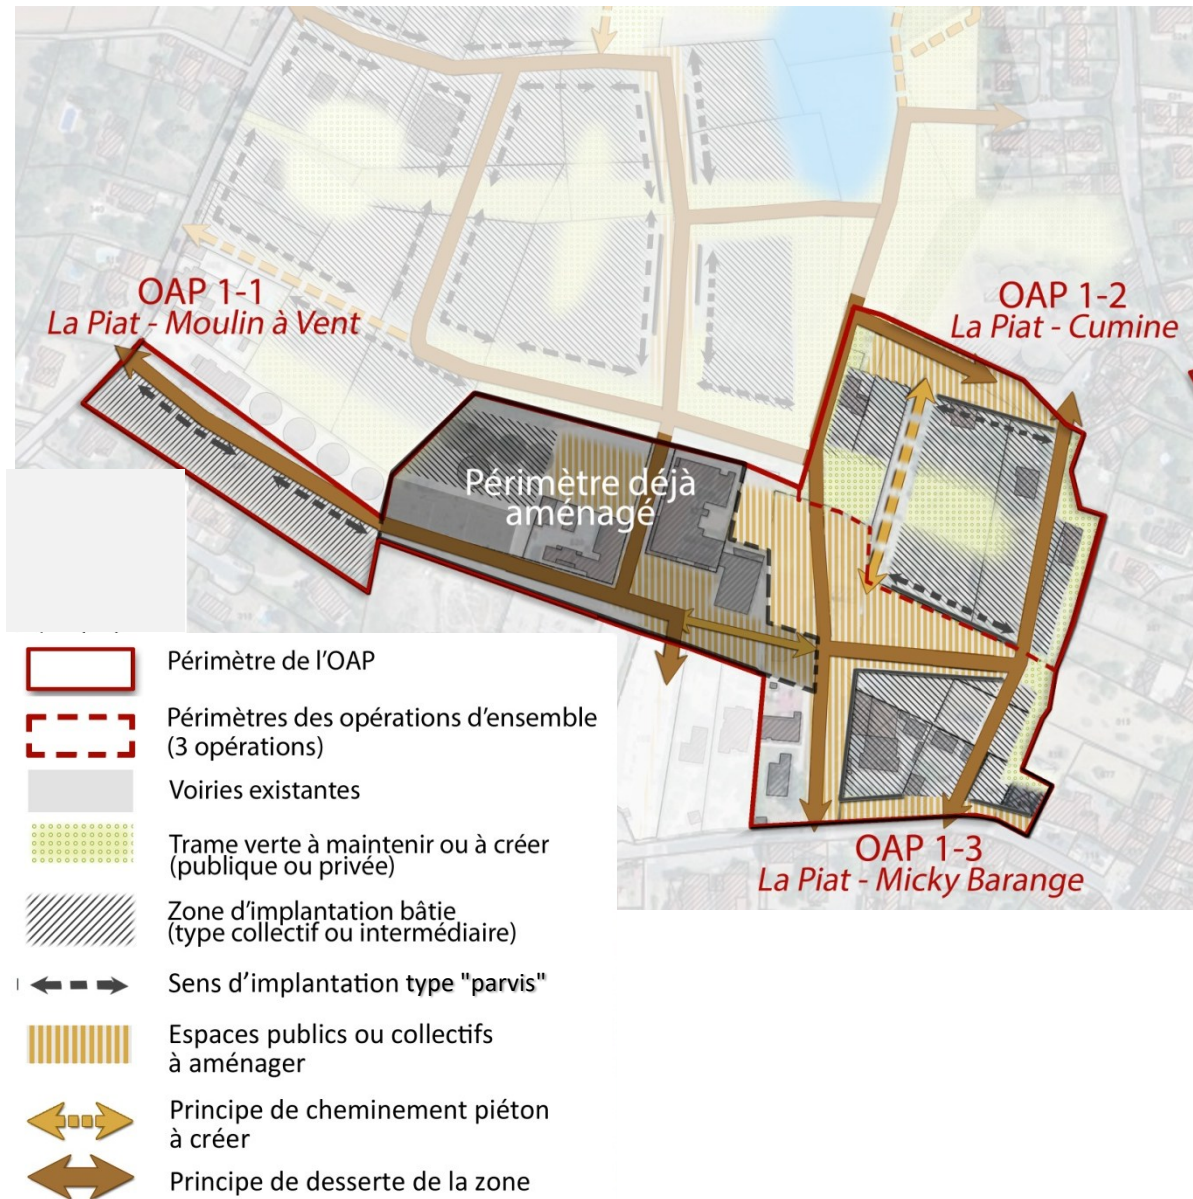 OAP 1-1
La Piat - Moulin à Vent
OAP 1-2
La Piat - Cumine
Périmètre déjà
aménagé
OAP 1-3
La Piat - Micky Barange
Périmètre de l’OAP
Périmètres des opérations d’ensemble
(3 opérations)
Voiries existantes
Trame verte à maintenir ou à créer
(publique ou privée)
Zone d’implantation bâtie
(type collectif ou intermédiaire)
Sens d’implantation type "parvis"
Espaces publics ou collectifs
à aménager
Principe de cheminement piéton
à créer
Principe de desserte de la zone